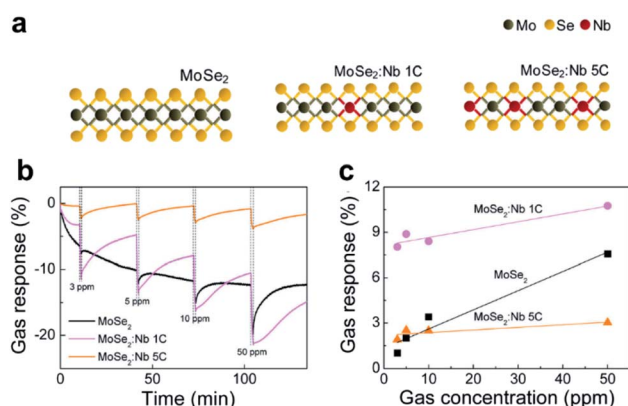 a
Mo Se Nb
MoSe₂
MoSe₂:Nb 1C
MoSe₂:Nb 5C
b
Gas response (%)
0
-5
-10
-15
-20
3 ppm
5 ppm
10 ppm
50 ppm
MoSe₂
MoSe₂:Nb 1C
MoSe₂:Nb 5C
0 50 100
Time (min)
c
Gas response (%)
12
9
6
3
0
MoSe₂:Nb 1C
MoSe₂
MoSe₂:Nb 5C
0 10 20 30 40 50
Gas concentration (ppm)